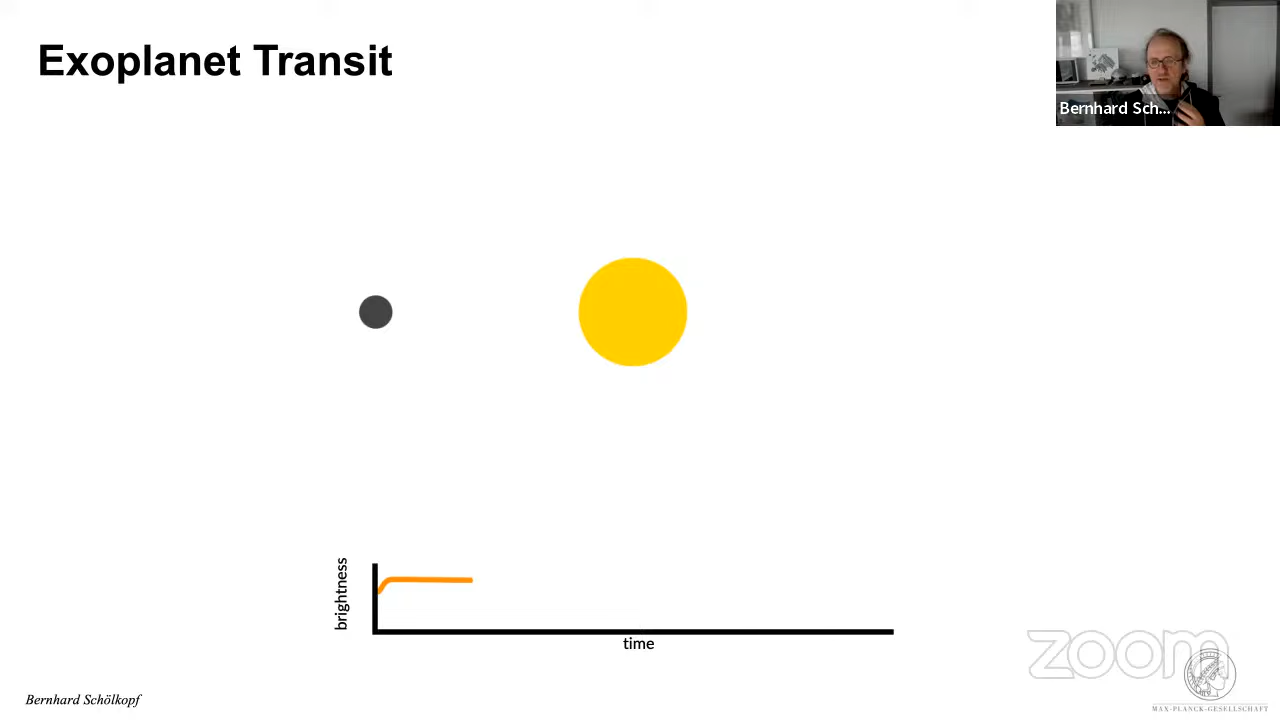 Exoplanet Transit
Bernhard Sch...
brightness
time
zoom
Bernhard Schölkopf
MAX-PLANCK-GESELLSCHAFT